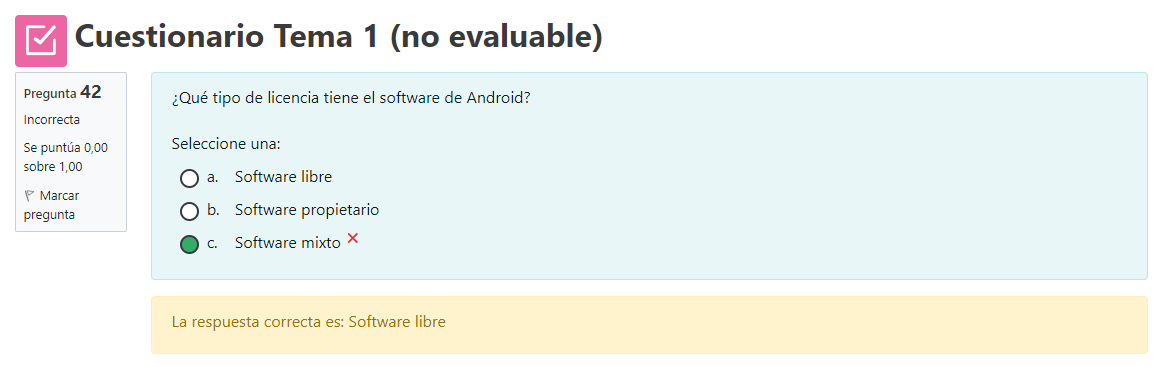 Cuestionario Tema 1 (no evaluable)
Pregunta 42
Incorrecta
Se puntúa 0,00
sobre 1,00
Marcar
pregunta
¿Qué tipo de licencia tiene el software de Android?
Seleccione una:
a. Software libre
b. Software propietario
c. Software mixto
La respuesta correcta es: Software libre